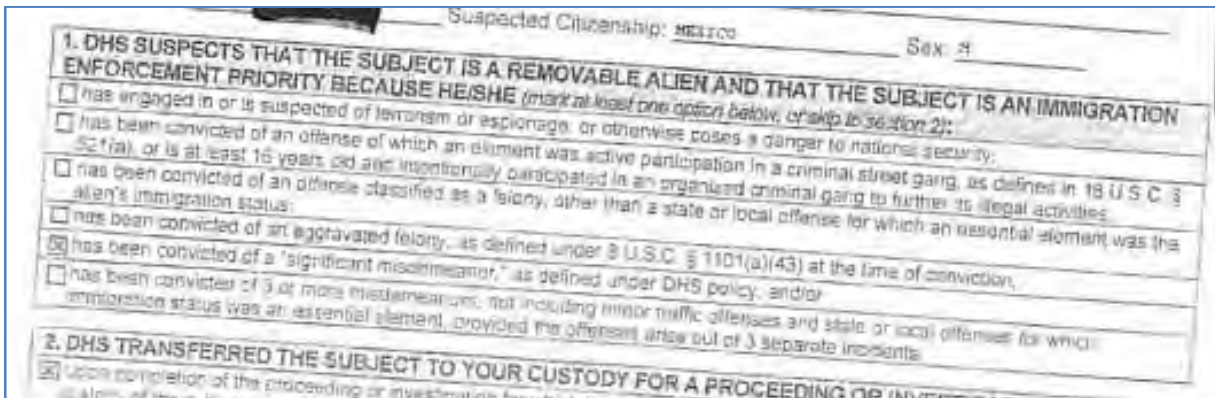 Suspected Citizenship: MEXICO Sex: M
1. DHS SUSPECTS THAT THE SUBJECT IS A REMOVABLE ALIEN AND THAT THE SUBJECT IS AN IMMIGRATION
ENFORCEMENT PRIORITY BECAUSE HE/SHE (mark at least one option below, or skip to section 2):
has engaged in or is suspected of terrorism or espionage, or otherwise poses a danger to national security;
has been convicted of an offense of which an element was active participation in a criminal street gang, as defined in 18 U.S.C. §
521(a), or is at least 16 years old and intentionally participated in an organized criminal gang to further its illegal activities;
has been convicted of an offense classified as a felony, other than a state or local offense for which an essential element was the
alien's immigration status;
has been convicted of an aggravated felony, as defined under 8 U.S.C. § 1101(a)(43) at the time of conviction;
has been convicted of a "significant misdemeanor," as defined under DHS policy; and/or
has been convicted of 3 or more misdemeanors, not including minor traffic offenses and state or local offenses for which
immigration status was an essential element, provided the offenses arise out of 3 separate incidents.
2. DHS TRANSFERRED THE SUBJECT TO YOUR CUSTODY FOR A PROCEEDING OR
Upon completion of the proceeding or investigation for